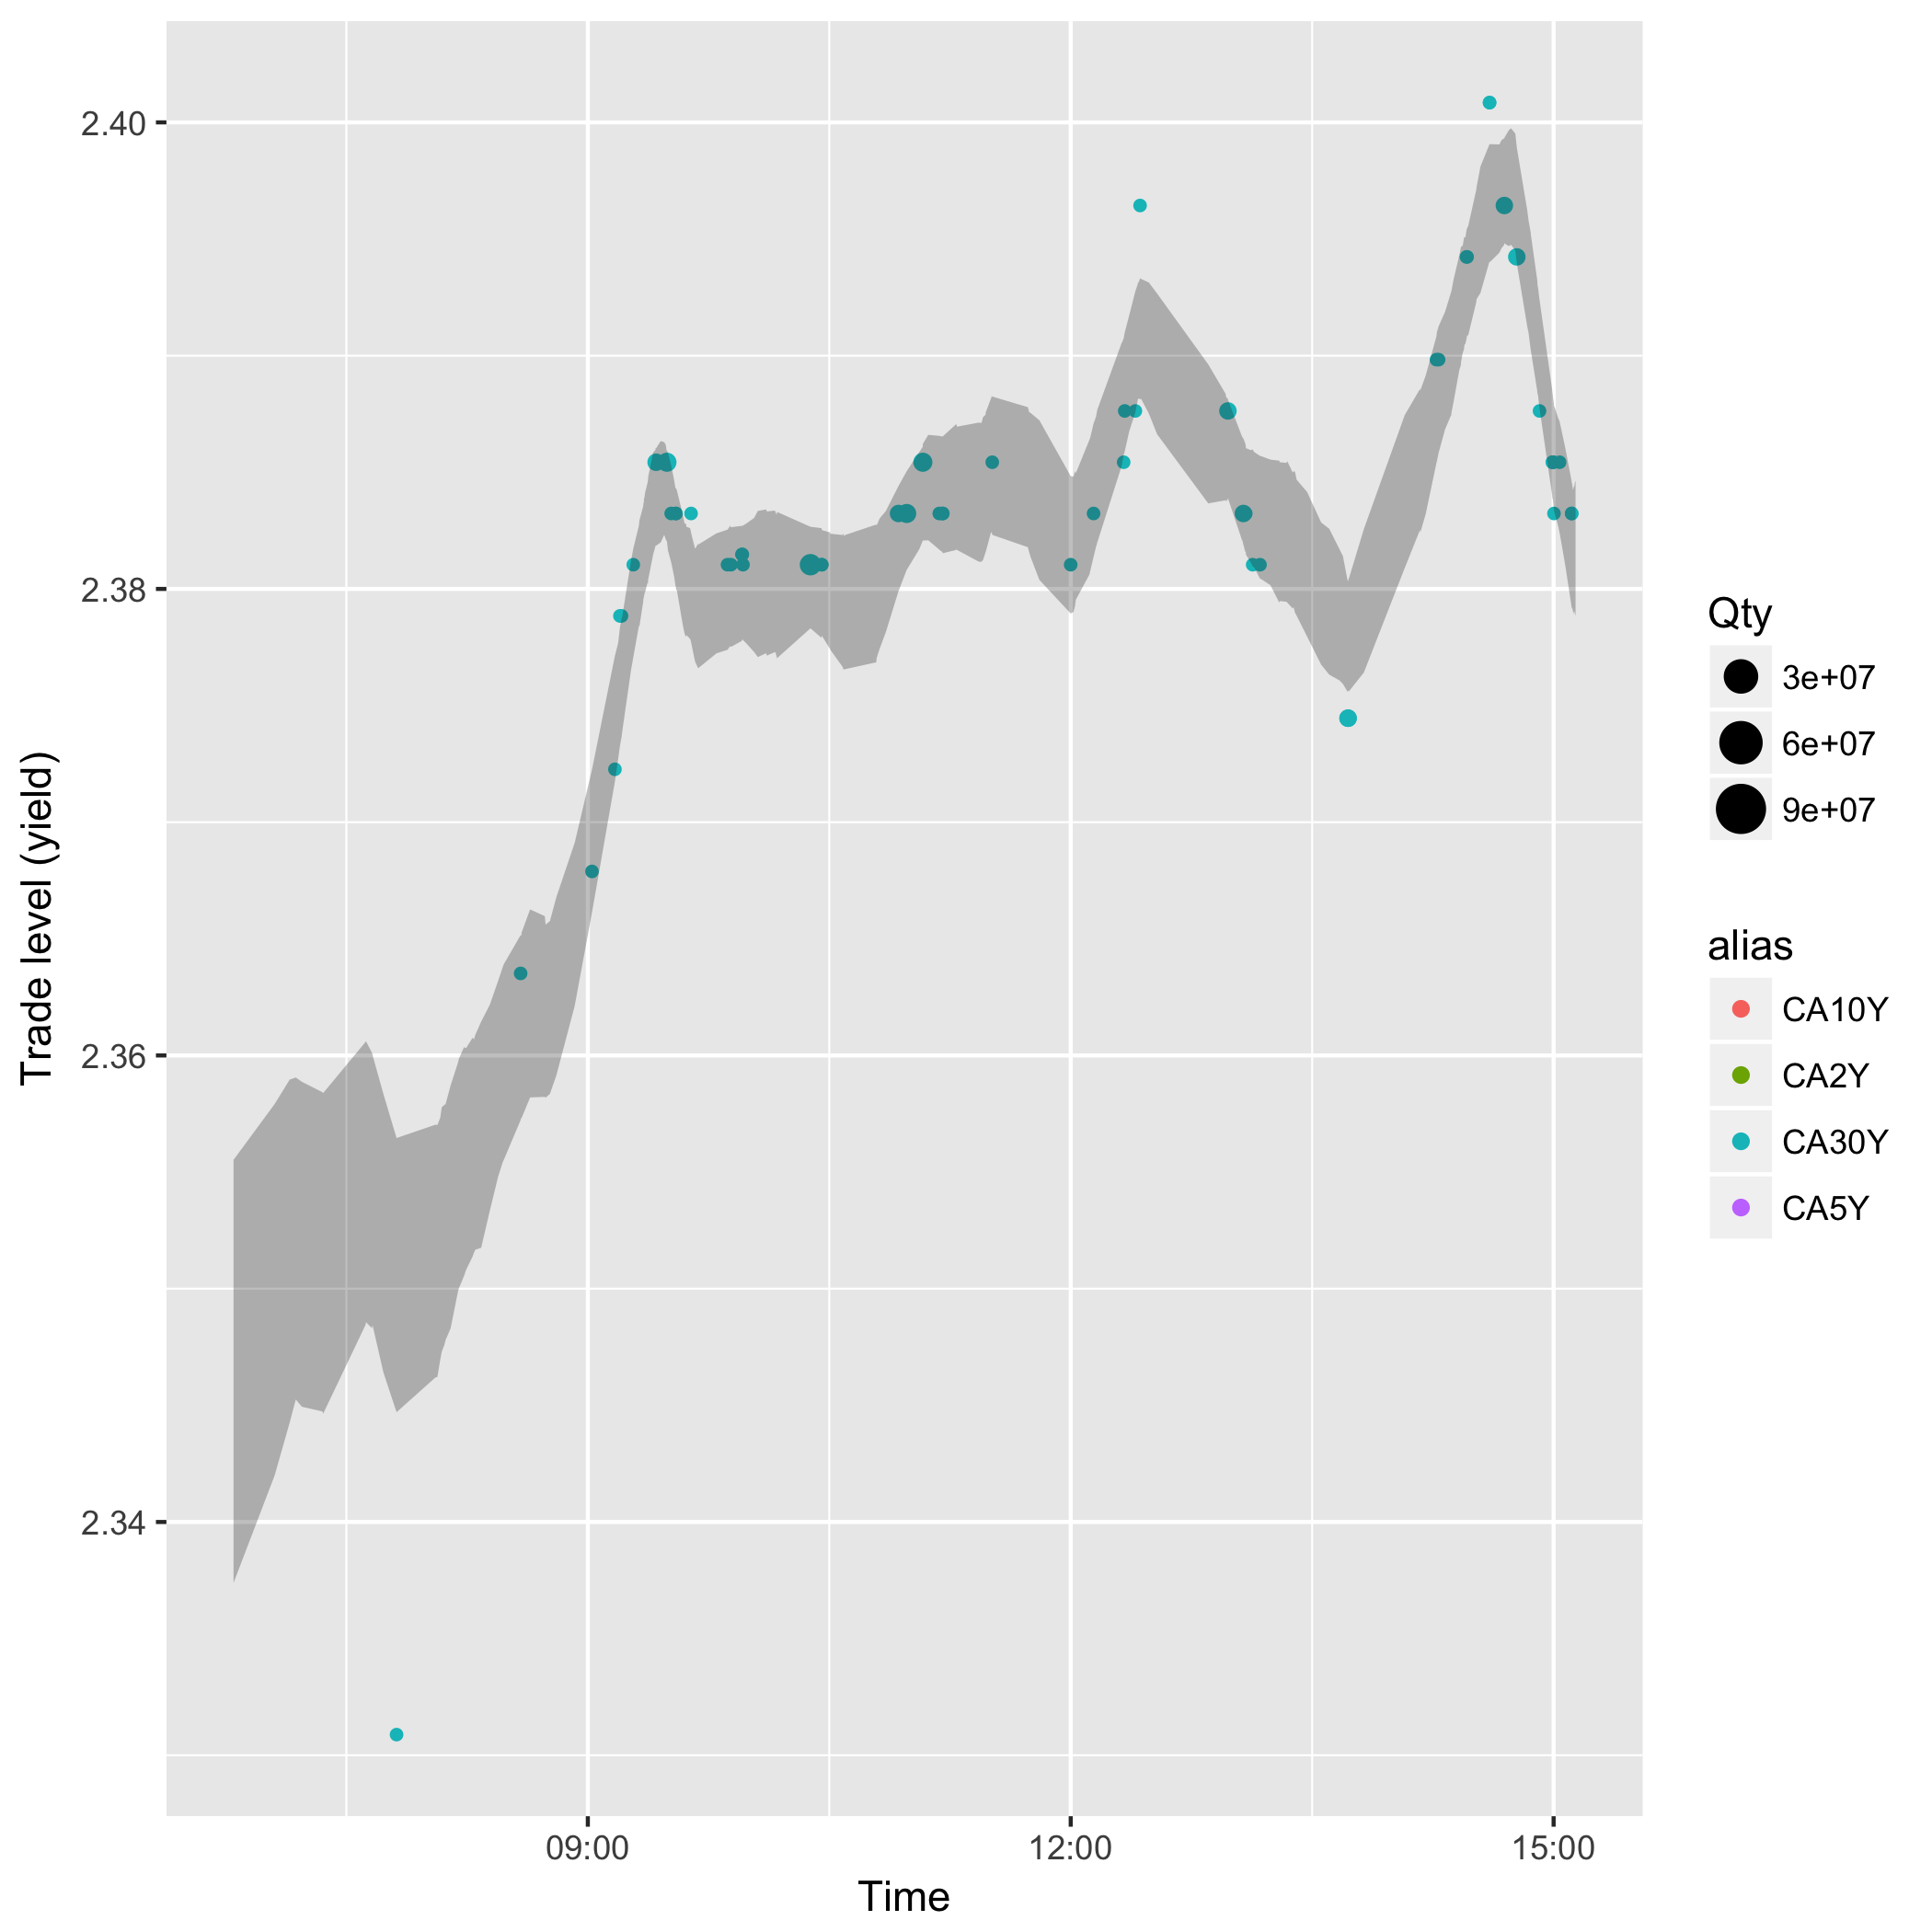 2.40
2.38
2.36
2.34
Trade level (yield)
09:00
12:00
15:00
Time
Qty
3e+07
6e+07
9e+07
alias
CA10Y
CA2Y
CA30Y
CA5Y